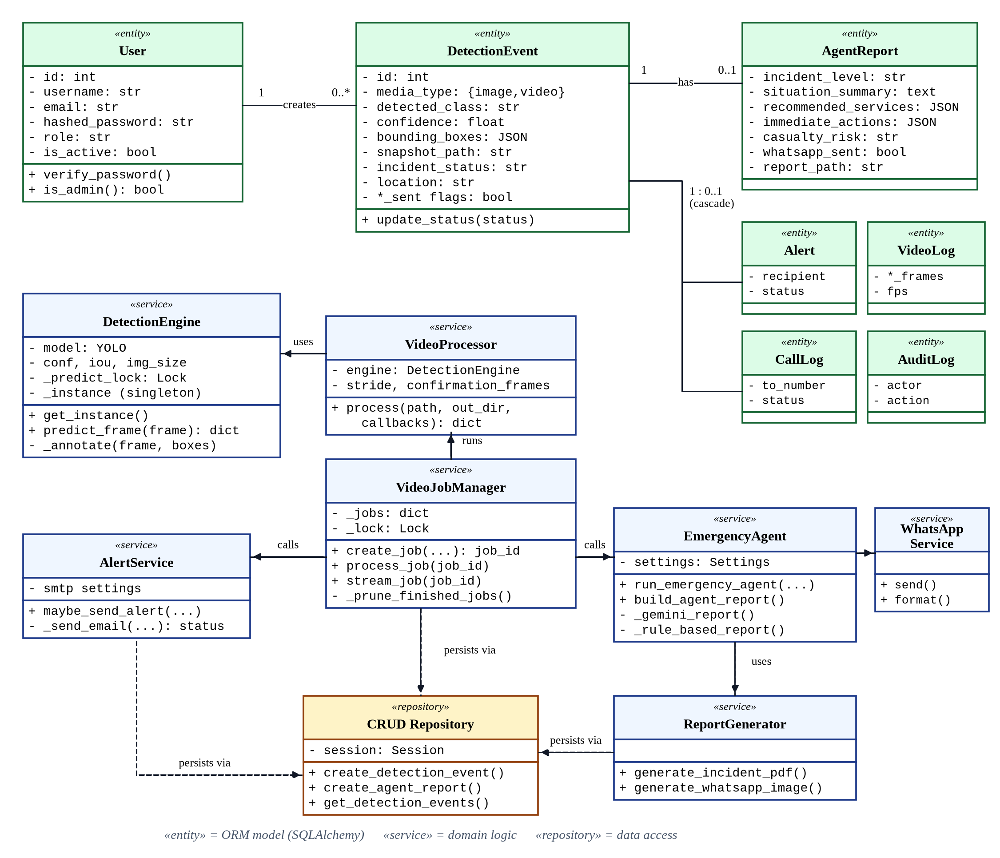 «entity»
User
- id: int
- username: str
- email: str
- hashed_password: str
- role: str
- is_active: bool
+ verify_password()
+ is_admin(): bool
1
0..*
creates
«entity»
DetectionEvent
- id: int
- media_type: {image,video}
- detected_class: str
- confidence: float
- bounding_boxes: JSON
- snapshot_path: str
- incident_status: str
- location: str
- *_sent flags: bool
+ update_status(status)
1
0..1
has
«entity»
AgentReport
- incident_level: str
- situation_summary: text
- recommended_services: JSON
- immediate_actions: JSON
- casualty_risk: str
- whatsapp_sent: bool
- report_path: str
1 : 0..1
(cascade)
«entity»
Alert
- recipient
- status
«entity»
VideoLog
- *_frames
- fps
«entity»
CallLog
- to_number
- status
«entity»
AuditLog
- actor
- action
«service»
DetectionEngine
- model: YOLO
- conf, iou, img_size
- _predict_lock: Lock
- _instance (singleton)
+ get_instance()
+ predict_frame(frame): dict
- _annotate(frame, boxes)
uses
«service»
VideoProcessor
- engine: DetectionEngine
- stride, confirmation_frames
+ process(path, out_dir,
callbacks): dict
runs
«service»
VideoJobManager
- _jobs: dict
- _lock: Lock
+ create_job(...): job_id
+ process_job(job_id)
+ stream_job(job_id)
- _prune_finished_jobs()
calls
«service»
AlertService
- smtp settings
+ maybe_send_alert(...)
- _send_email(...): status
calls
«service»
EmergencyAgent
- settings: Settings
+ run_emergency_agent(...)
+ build_agent_report()
- _gemini_report()
- _rule_based_report()
«service»
WhatsApp
Service
+ send()
+ format()
persists via
uses
persists via
«repository»
CRUD Repository
- session: Session
+ create_detection_event()
+ create_agent_report()
+ get_detection_events()
persists via
«service»
ReportGenerator
+ generate_incident_pdf()
+ generate_whatsapp_image()
«entity» = ORM model (SQLAlchemy) «service» = domain logic «repository» = data access